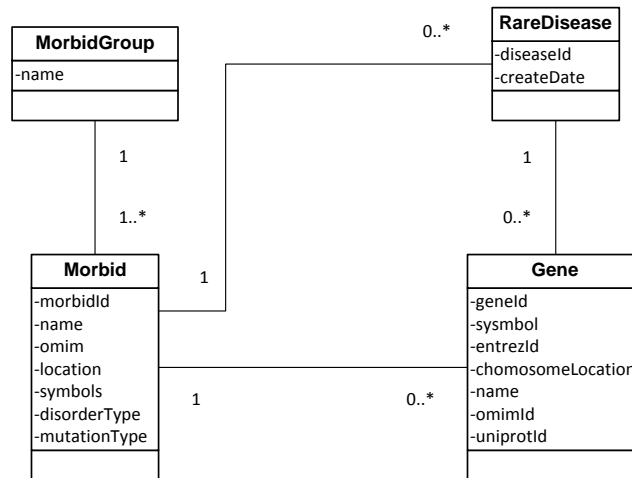 MorbidGroup
-name
RareDisease
-diseaseId
-createDate
0..*
1
1..*
1
0..*
1
Morbid
-morbidId
-name
-omim
-location
-symbols
-disorderType
-mutationType
Gene
-geneId
-sysmbol
-entrezId
-chomosomeLocation
-name
-omimId
-uniprotId
1
0..*